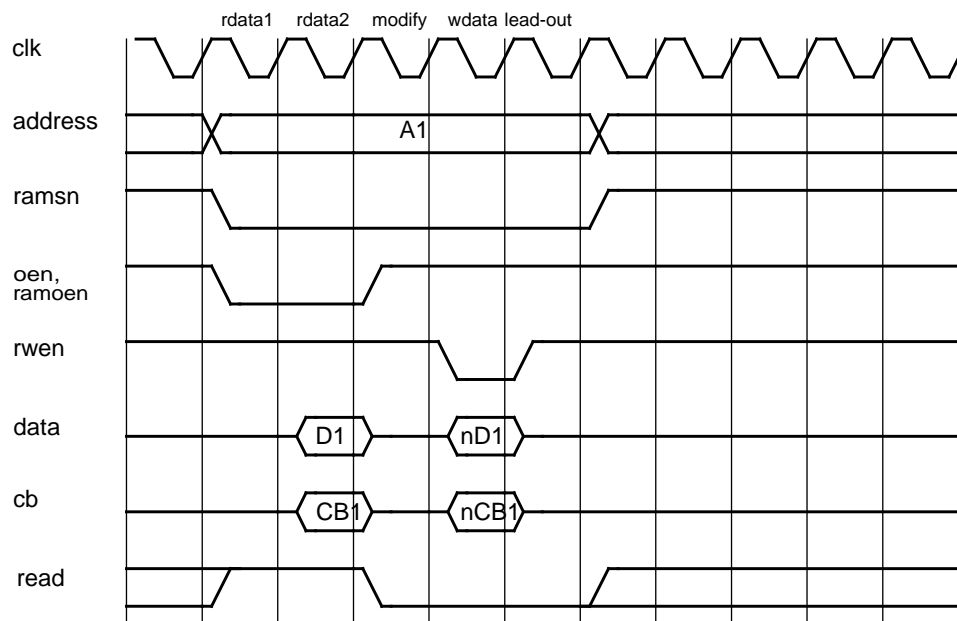 rdata1 rdata2 modify wdata lead-out
clk
address A1
ramsn
oen,
ramoen
rwen
data D1 nD1
cb CB1 nCB1
read